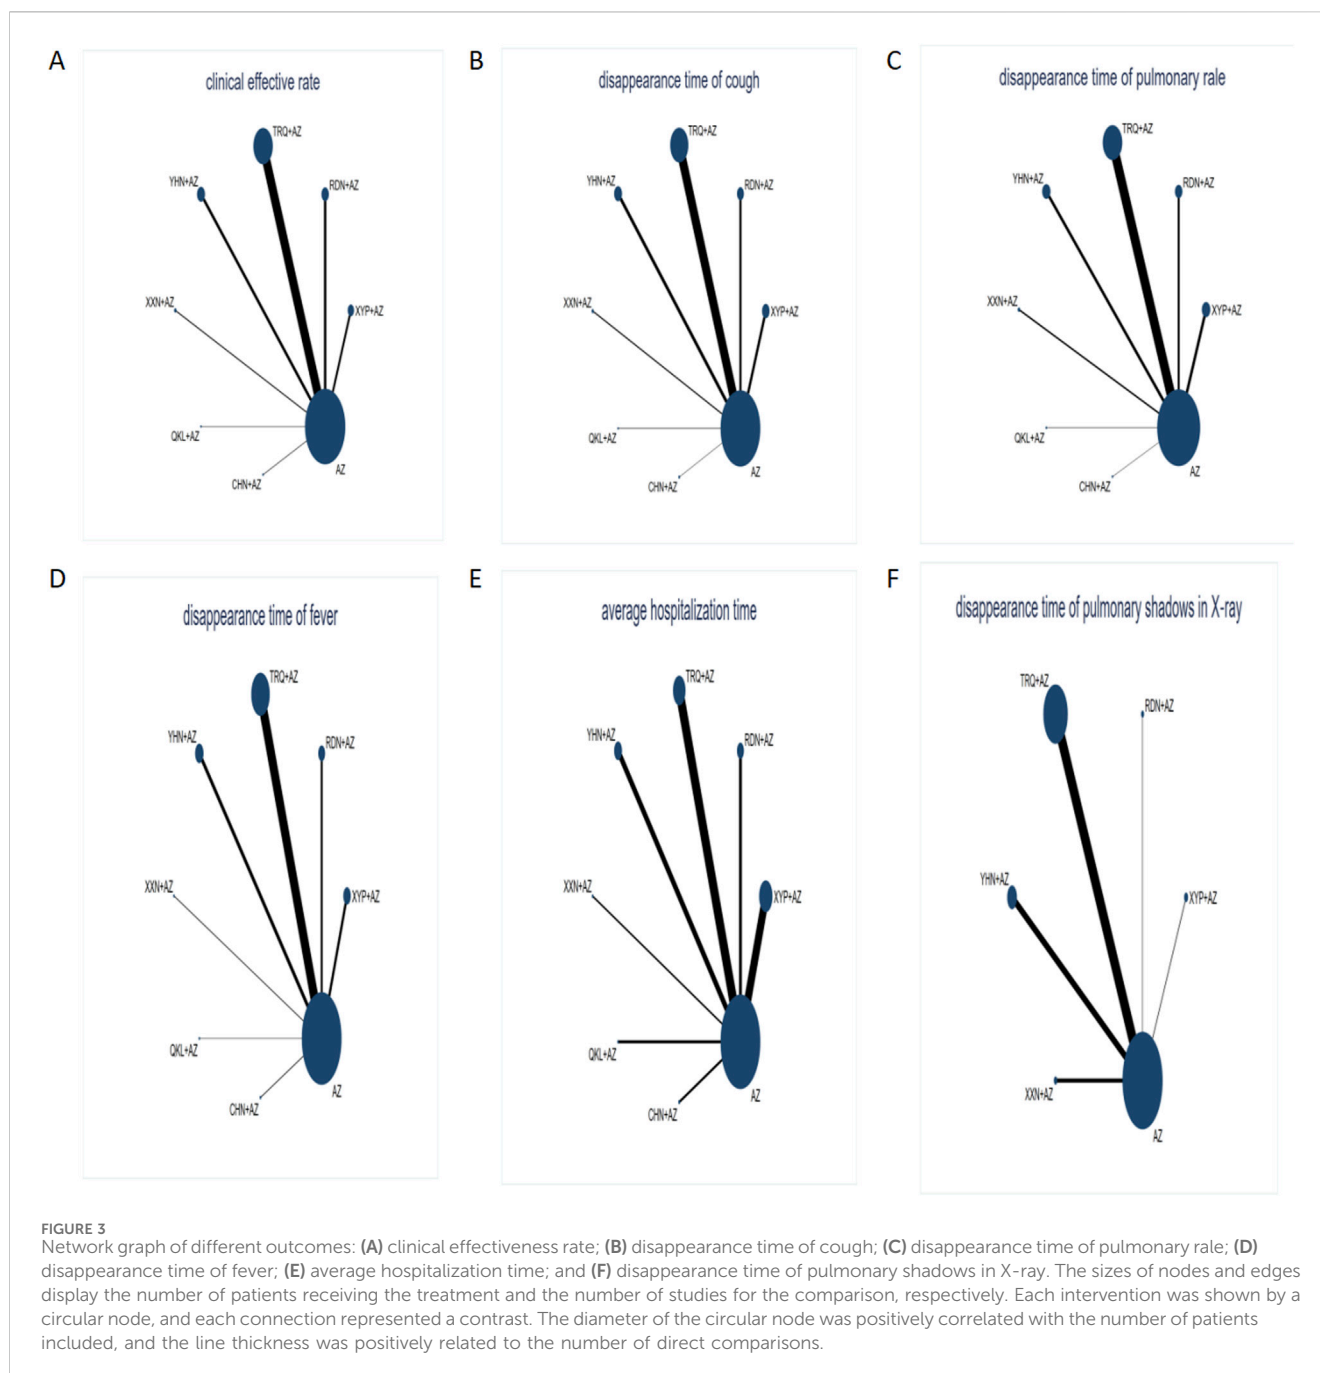 A
clinical effective rate
TRQ+AZ
YHN+AZ
RDN+AZ
XXN+AZ
XYP+AZ
QKL+AZ
CHN+AZ
AZ
B
disappearance time of cough
TRQ+AZ
YHN+AZ
RDN+AZ
XXN+AZ
XYP+AZ
QKL+AZ
CHN+AZ
AZ
C
disappearance time of pulmonary rale
TRQ+AZ
YHN+AZ
RDN+AZ
XXN+AZ
XYP+AZ
QKL+AZ
CHN+AZ
AZ
D
disappearance time of fever
TRQ+AZ
YHN+AZ
RDN+AZ
XXN+AZ
XYP+AZ
QKL+AZ
CHN+AZ
AZ
E
average hospitalization time
TRQ+AZ
YHN+AZ
RDN+AZ
XXN+AZ
XYP+AZ
QKL+AZ
CHN+AZ
AZ
F
disappearance time of pulmonary shadows in X-ray
TRQ+AZ
RDN+AZ
YHN+AZ
XYP+AZ
XXN+AZ
AZ
FIGURE 3
Network graph of different outcomes: (A) clinical effectiveness rate; (B) disappearance time of cough; (C) disappearance time of pulmonary rale; (D)
disappearance time of fever; (E) average hospitalization time; and (F) disappearance time of pulmonary shadows in X-ray. The sizes of nodes and edges
display the number of patients receiving the treatment and the number of studies for the comparison, respectively. Each intervention was shown by a
circular node, and each connection represented a contrast. The diameter of the circular node was positively correlated with the number of patients
included, and the line thickness was positively related to the number of direct comparisons.